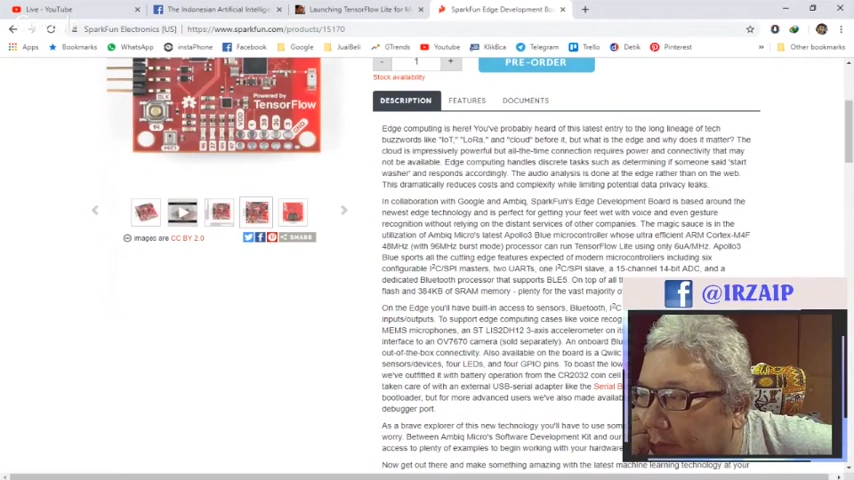 Live - YouTube
The Indonesian Artificial Intellige
Launching TensorFlow Lite for M
SparkFun Edge Development Bo
SparkFun Electronics [US] | https://www.sparkfun.com/products/15170
Apps
Bookmarks
WhatsApp
instaPhone
Facebook
Google
JualBeli
GTrends
Youtube
KlikBca
Telegram
Trello
Detik
Pinterest
- 1 +
PRE-ORDER
Stock availability
Powered by
TensorFlow
DESCRIPTION
FEATURES
DOCUMENTS
Edge computing is here! You've probably heard of this latest entry to the long lineage of tech
buzzwords like "IoT," "LoRa," and "cloud" before it, but what is the edge and why does it matter? The
cloud is impressively powerful but all-the-time connection requires power and connectivity that may
not be available. Edge computing handles discrete tasks such as determining if someone said 'start
washer' and responds accordingly. The audio analysis is done at the edge rather than on the web.
This dramatically reduces costs and complexity while limiting potential data privacy leaks.
In collaboration with Google and Ambiq, SparkFun's Edge Development Board is based around the
newest edge technology and is perfect for getting your feet wet with voice and even gesture
recognition without relying on the distant services of other companies. The magic sauce is in the
utilization of Ambiq Micro's latest Apollo3 Blue microcontroller whose ultra efficient ARM Cortex-M4F
48MHz (with 96MHz burst mode) processor can run TensorFlow Lite using only 6uA/MHz. Apollo3
Blue sports all the cutting edge features expected of modern microcontrollers including six
configurable I²C/SPI masters, two UARTs, one I²C/SPI slave, a 15-channel 14-bit ADC, and a
dedicated Bluetooth processor that supports BLE5. On top of all th
flash and 384KB of SRAM memory - plenty for the vast majority o
On the Edge you'll have built-in access to sensors, Bluetooth, I²C
inputs/outputs. To support edge computing cases like voice recog
MEMS microphones, an ST LIS2DH12 3-axis accelerometer on its
interface to an OV7670 camera (sold separately). An onboard Blu
out-of-the-box connectivity. Also available on the board is a Qwiic
sensors/devices, four LEDs, and four GPIO pins. To boast the low
we've outfitted it with battery operation from the CR2032 coin cel
taken care of with an external USB-serial adapter like the Serial B
bootloader, but for more advanced users we've also made availab
debugger port.
As a brave explorer of this new technology you'll have to use som
worry. Between Ambiq Micro's Software Development Kit and our
access to plenty of examples to begin working with your hardware
Now get out there and make something amazing with the latest machine learning technology at your
images are CC BY 2.0
SHARE
@IRZAIP